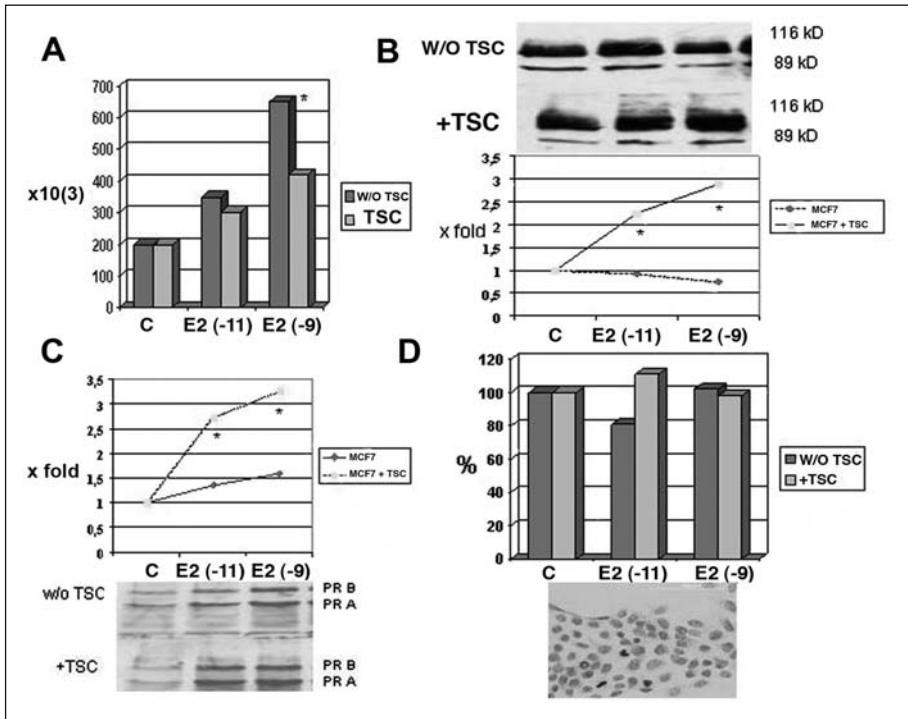 A
700
600
500
400
300
200
100
0
x10(3)
W/O TSC
TSC
C E2 (-11) E2 (-9)
*
B
W/O TSC
116 kD
89 kD
+TSC
116 kD
89 kD
3,5
3
2,5
2
1,5
1
0,5
0
x fold
*
*
MCF7
MCF7 + TSC
C E2 (-11) E2 (-9)
C
3,5
3
2,5
2
1,5
1
0,5
0
x fold
*
*
MCF7
MCF7 + TSC
C E2 (-11) E2 (-9)
w/o TSC
PR B
PR A
+TSC
PR B
PR A
D
120
100
80
60
40
20
0
%
W/O TSC
+TSC
C E2 (-11) E2 (-9)